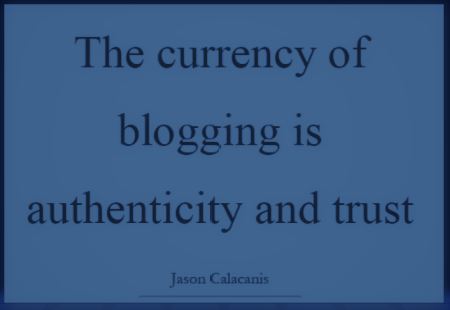 The currency of
blogging is
authenticity and trust
Jason Calacanis